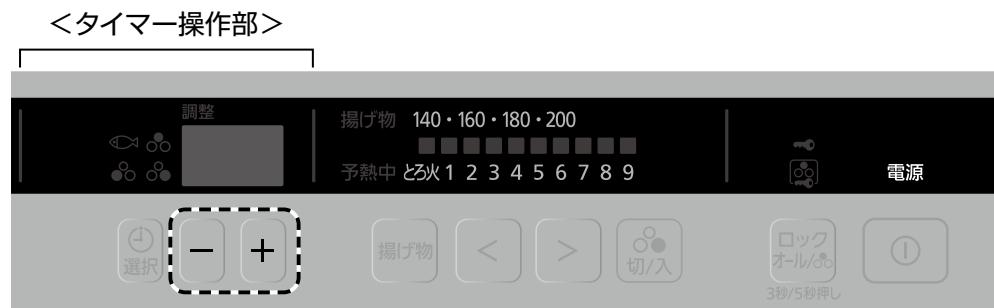 ＜タイマー操作部＞
調整
揚げ物 140・160・180・200
予熱中 とろ火 1 2 3 4 5 6 7 8 9
電源
選択
− +
揚げ物
＜ ＞
切/入
ロック
オール/
3秒/5秒押し